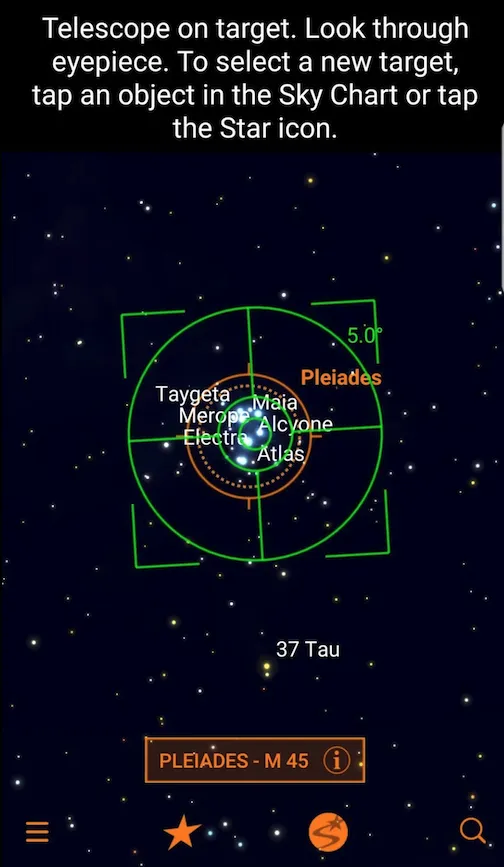 Telescope on target. Look through
eyepiece. To select a new target,
tap an object in the Sky Chart or tap
the Star icon.
5.0°
Pleiades
Taygeta
Maia
Merope
Alcyone
Electra
Atlas
37 Tau
PLEIADES - M 45 i